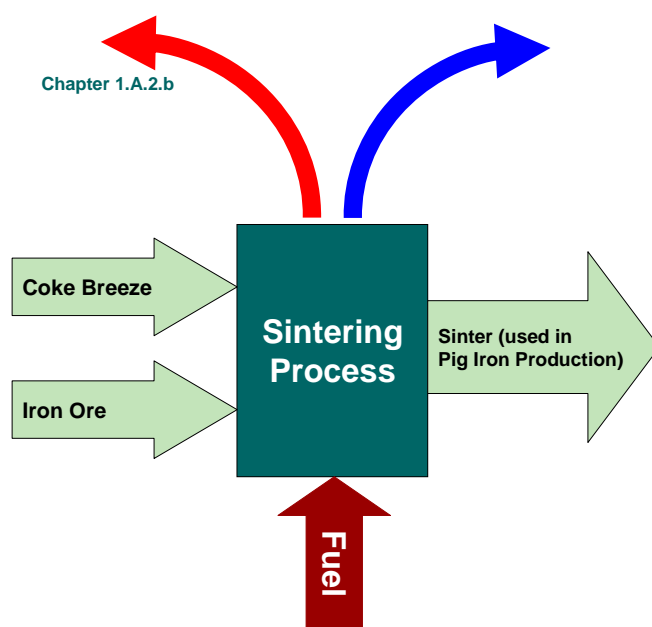 Chapter 1.A.2.b
Coke Breeze
Iron Ore
Sintering
Process
Sinter (used in
Pig Iron Production)
Fuel